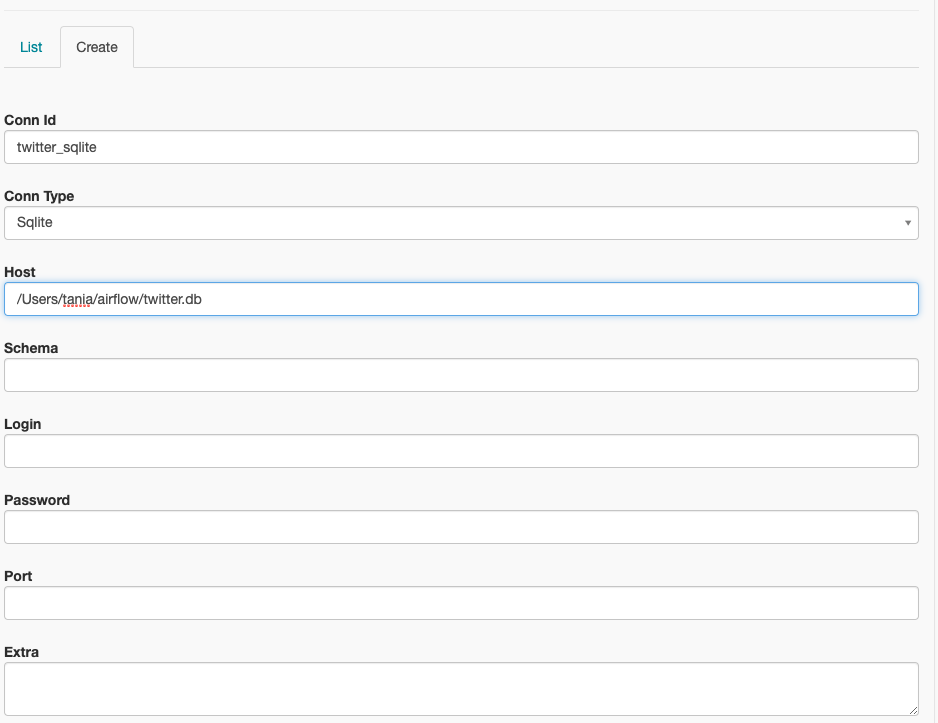 List
Create
Conn Id
twitter_sqlite
Conn Type
Sqlite
Host
/Users/tania/airflow/twitter.db
Schema
Login
Password
Port
Extra